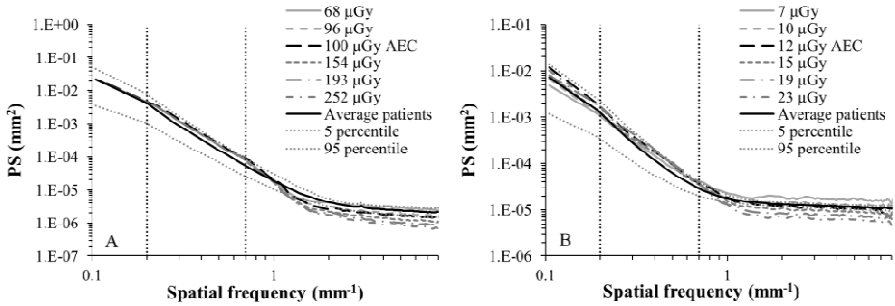 1.E+00
1.E-01
1.E-02
1.E-03
1.E-04
1.E-05
1.E-06
1.E-07
PS (mm²)
68 µGy
96 µGy
100 µGy AEC
154 µGy
193 µGy
252 µGy
Average patients
5 percentile
95 percentile
A
0.1
1
Spatial frequency (mm⁻¹)
1.E-01
1.E-02
1.E-03
1.E-04
1.E-05
1.E-06
PS (mm²)
7 µGy
10 µGy
12 µGy AEC
15 µGy
19 µGy
23 µGy
Average patients
5 percentile
95 percentile
B
0.1
1
Spatial frequency (mm⁻¹)